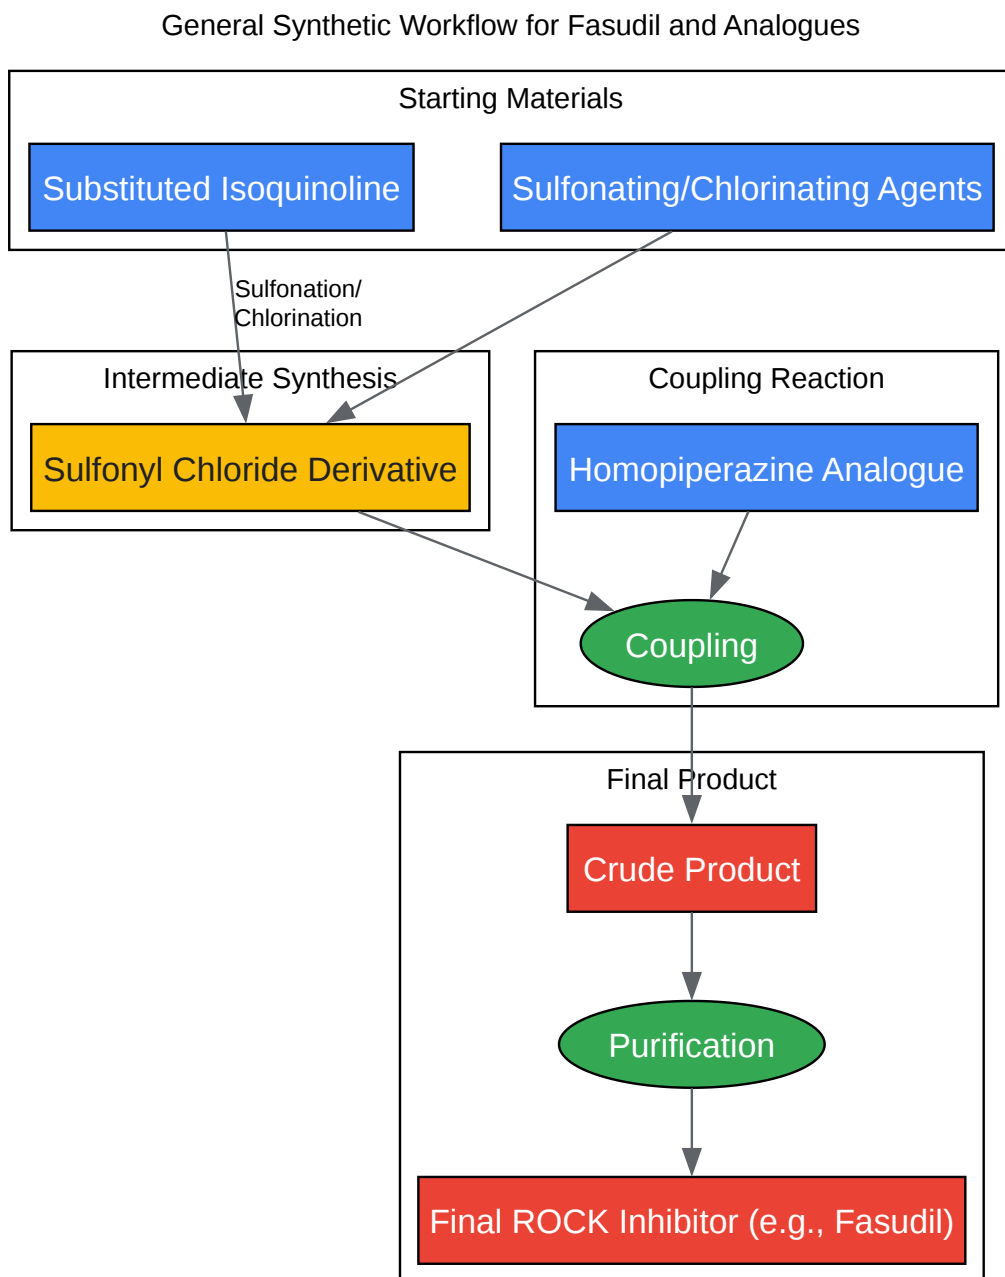 General Synthetic Workflow for Fasudil and Analogues
Starting Materials
Substituted Isoquinoline
Sulfonating/Chlorinating Agents
Sulfonation/
Chlorination
Intermediate Synthesis
Sulfonyl Chloride Derivative
Coupling Reaction
Homopiperazine Analogue
Coupling
Final Product
Crude Product
Purification
Final ROCK Inhibitor (e.g., Fasudil)